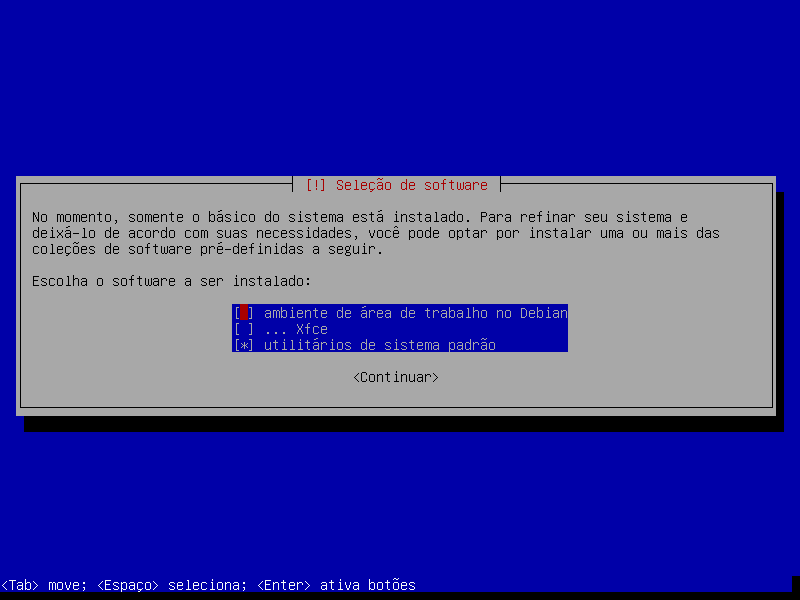 [!] Seleção de software
No momento, somente o básico do sistema está instalado. Para refinar seu sistema e
deixá-lo de acordo com suas necessidades, você pode optar por instalar uma ou mais das
coleções de software pré-definidas a seguir.
Escolha o software a ser instalado:
[ ] ambiente de área de trabalho no Debian
[ ] ... Xfce
[*] utilitários de sistema padrão
<Continuar>
<Tab> move; <Espaço> seleciona; <Enter> ativa botões